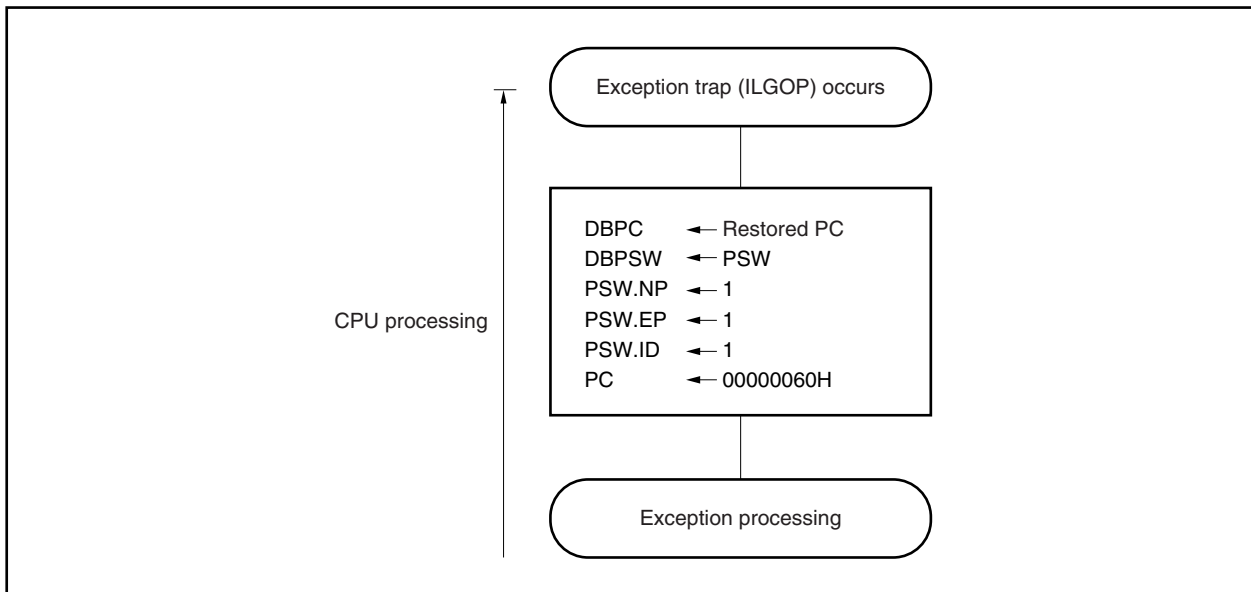 Exception trap (ILGOP) occurs
CPU processing
DBPC ← Restored PC
DBPSW ← PSW
PSW.NP ← 1
PSW.EP ← 1
PSW.ID ← 1
PC ← 00000060H
Exception processing